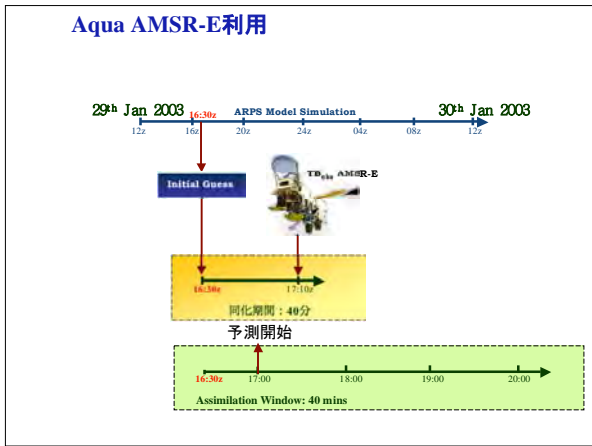 Aqua AMSR-E利用
29th Jan 2003
16:30z
ARPS Model Simulation
30th Jan 2003
12z 16z 20z 24z 04z 08z 12z
Initial Guess
TBobs AMSR-E
16:30z 17:10z
同化期間：40分
予測開始
16:30z 17:00 18:00 19:00 20:00
Assimilation Window: 40 mins